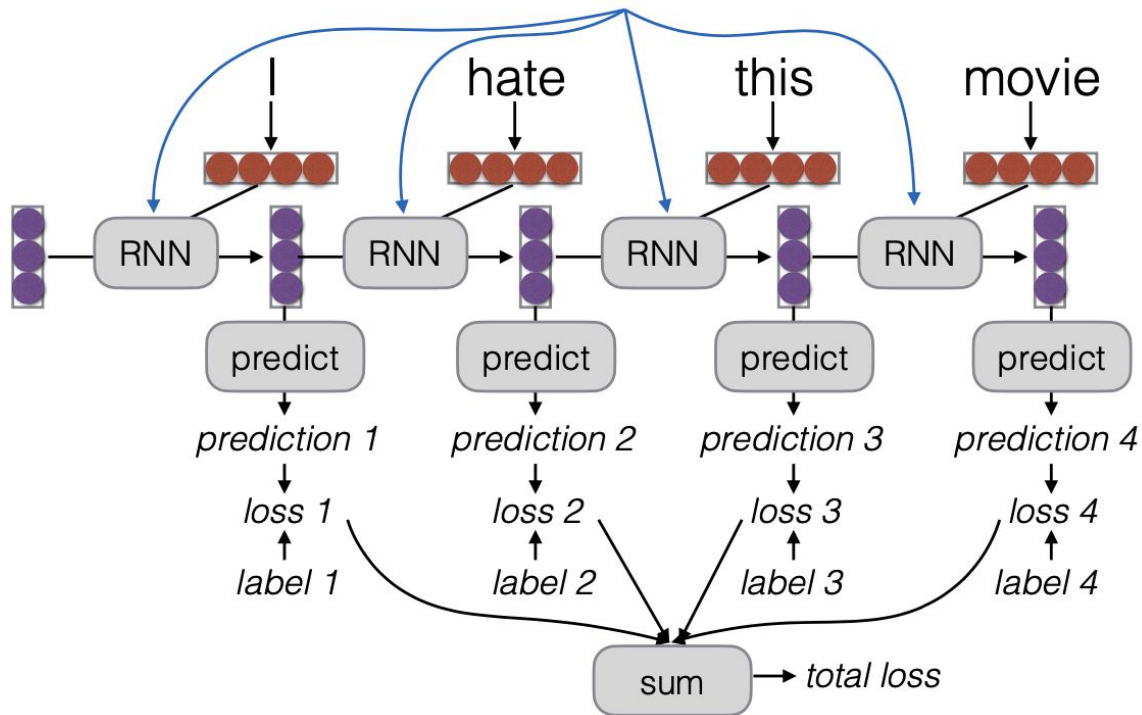 I hate this movie
RNN RNN RNN RNN
predict predict predict predict
prediction 1 prediction 2 prediction 3 prediction 4
loss 1 loss 2 loss 3 loss 4
label 1 label 2 label 3 label 4
sum total loss